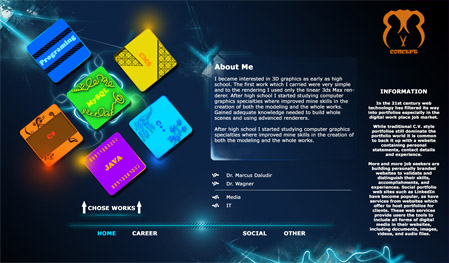 Programing
CMS
MySQL
C#
JAVA
CHOSE WORKS
About Me
I became interested in 3D graphics as early as high
school. The first work which I carried were very simple
and to the rendering I used only the linear 3ds Max ren-
derer. After high school I started studying computer
graphics specialties where improved mine skills in the
creation of both the modeling and the whole works.
Gained adequate knowledge needed to build whole
scenes and using advanced renderers.
After high school I started studying computer graphics
specialties where improved mine skills in the creation of
both the modeling and the whole works.
Dr. Marcus Daludir
Dr. Wagner
Media
IT
HOME CAREER SOCIAL OTHER
CONCEPT
INFORMATION
In the 21st century web
technology has filtered its way
into portfolios especially in the
digital work place job market.
While traditional C.V. style
portfolios still dominate the
portfolio world it is common
to back it up with a website
containing personal
statements, contact details
and experience.
More and more job seekers are
building personally branded
websites to validate and
distinguish their skills,
accomplishments, and
experiences. Social portfolio
web sites such as LinkedIn
have become popular, as have
services from websites which
offer to host portfolios for
clients. These web services
provide users the tools to
include all forms of digital
media in their websites,
including documents, images,
videos, and audio files.